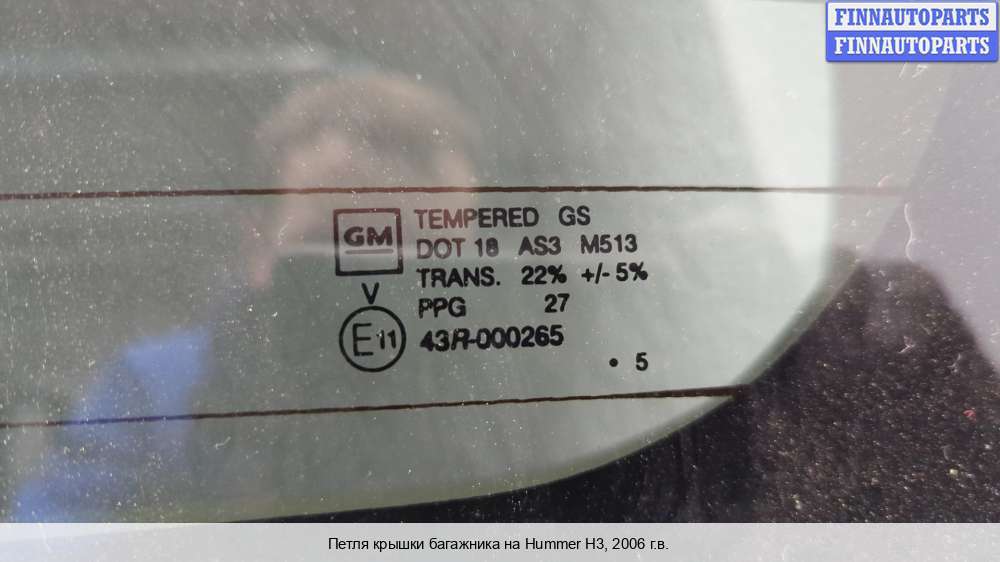 FINNAUTOPARTS
FINNAUTOPARTS
GM
TEMPERED GS
DOT 18 AS3 M513
TRANS. 22% +/- 5%
V
PPG 27
E 11
43R-000265
• 5
Петля крышки багажника на Hummer H3, 2006 г.в.